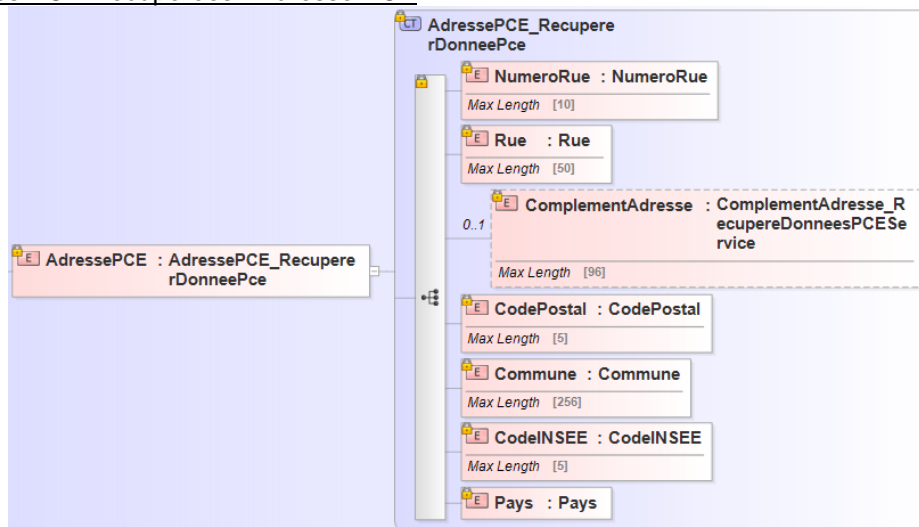 CT AdressePCE_Recupere
rDonneePce
E NumeroRue : NumeroRue
Max Length [10]
E Rue : Rue
Max Length [50]
0..1
E ComplementAdresse : ComplementAdresse_R
ecupereDonneesPCESe
rvice
Max Length [96]
E AdressePCE : AdressePCE_Recupere
rDonneePce
E CodePostal : CodePostal
Max Length [5]
E Commune : Commune
Max Length [256]
E CodeINSEE : CodeINSEE
Max Length [5]
E Pays : Pays